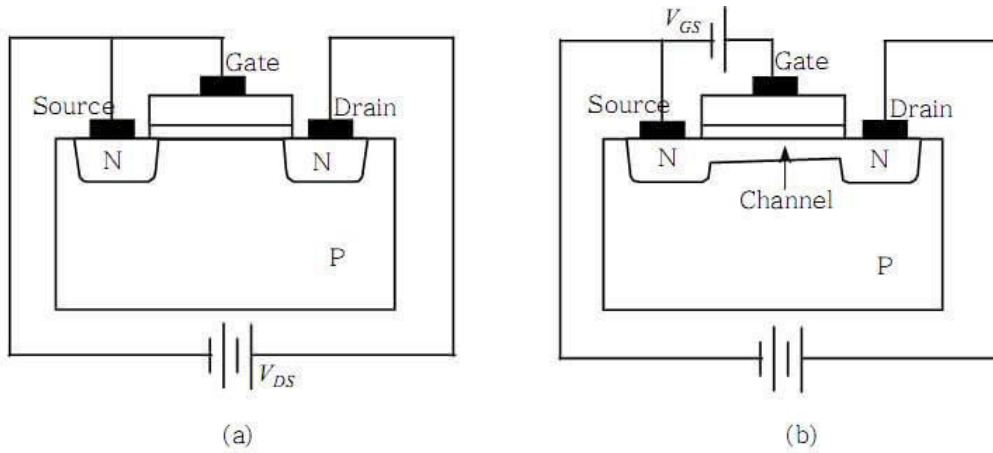 Gate
Source
Drain
N
N
P
V_DS
(a)
V_GS
Gate
Source
Drain
N
N
Channel
P
(b)